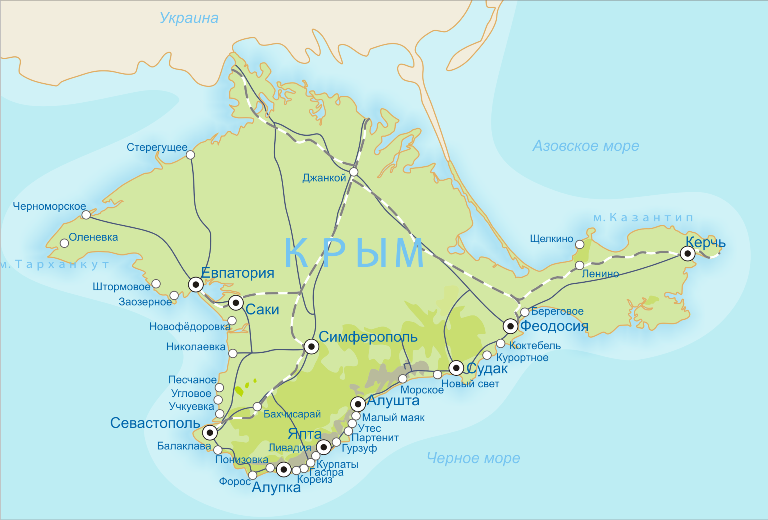 Украина
Азовское море
Стерегущее
Джанкой
Черноморское
м. Казантип
Оленевка
Щелкино
Керчь
КРЫМ
м. Тарханкут
Евпатория
Ленино
Штормовое
Заозерное
Саки
Береговое
Новофёдоровка
Феодосия
Симферополь
Николаевка
Коктебель
Курортное
Судак
Песчаное
Новый свет
Угловое
Морское
Учкуевка
Алушта
Бахчисарай
Малый маяк
Севастополь
Утес
Ялта
Партенит
Балаклава
Ливадия
Гурзуф
Черное море
Понизовка
Курпаты
Гаспра
Форос
Кореиз
Алупка